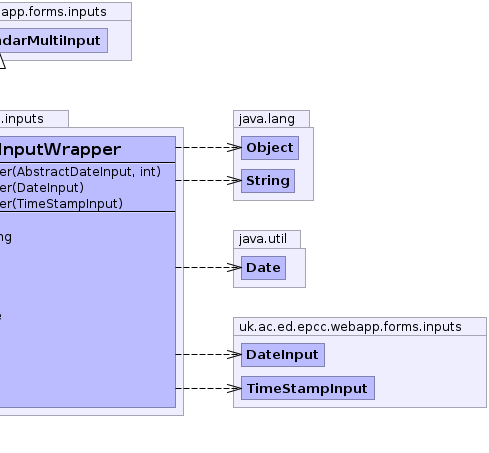 app.forms.inputs
ndarMultiInput
.inputs
InputWrapper
er(AbstractDateInput, int)
er(DateInput)
er(TimeStampInput)
ng
e
java.lang
Object
String
java.util
Date
uk.ac.ed.epcc.webapp.forms.inputs
DateInput
TimeStampInput